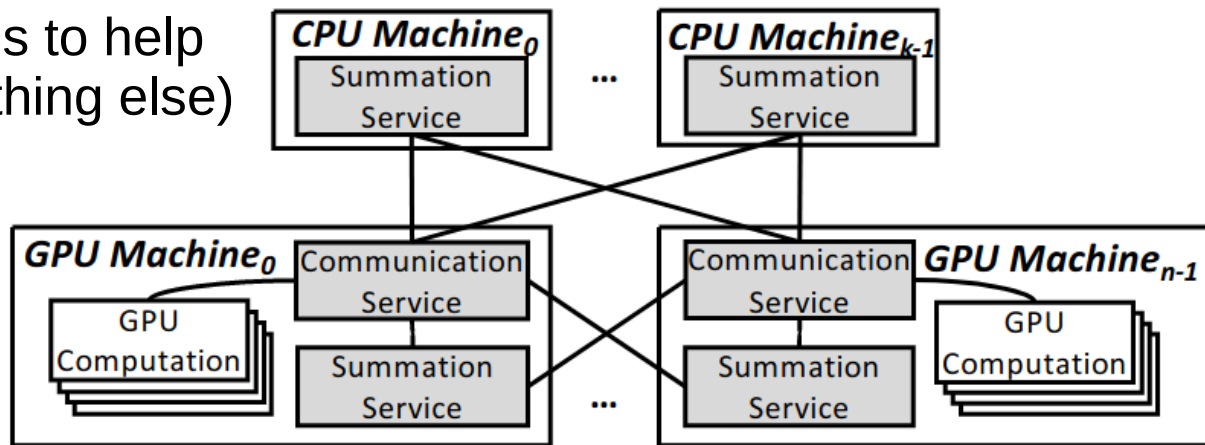 s to help
thing else)
CPU Machine0
Summation
Service
...
CPU Machinek-1
Summation
Service
GPU Machine0
Communication
Service
GPU
Computation
Summation
Service
...
Communication
Service
GPU Machinen-1
GPU
Computation
Summation
Service